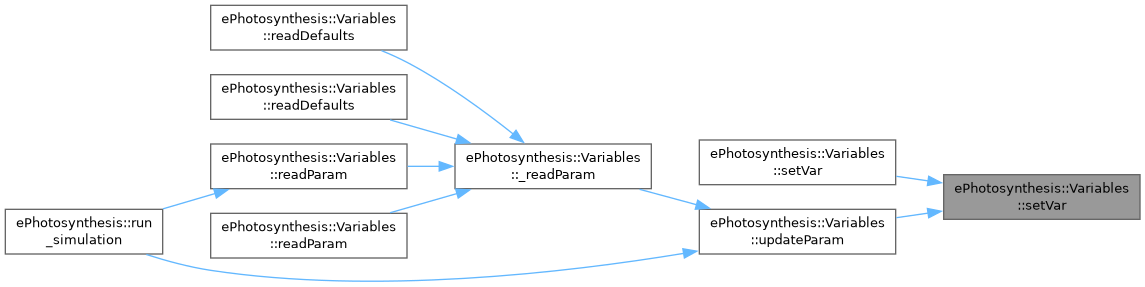 ePhotosynthesis::Variables
::readDefaults
ePhotosynthesis::Variables
::readDefaults
ePhotosynthesis::Variables
::readParam
ePhotosynthesis::run
_simulation
ePhotosynthesis::Variables
::readParam
ePhotosynthesis::Variables
::_readParam
ePhotosynthesis::Variables
::setVar
ePhotosynthesis::Variables
::updateParam
ePhotosynthesis::Variables
::setVar